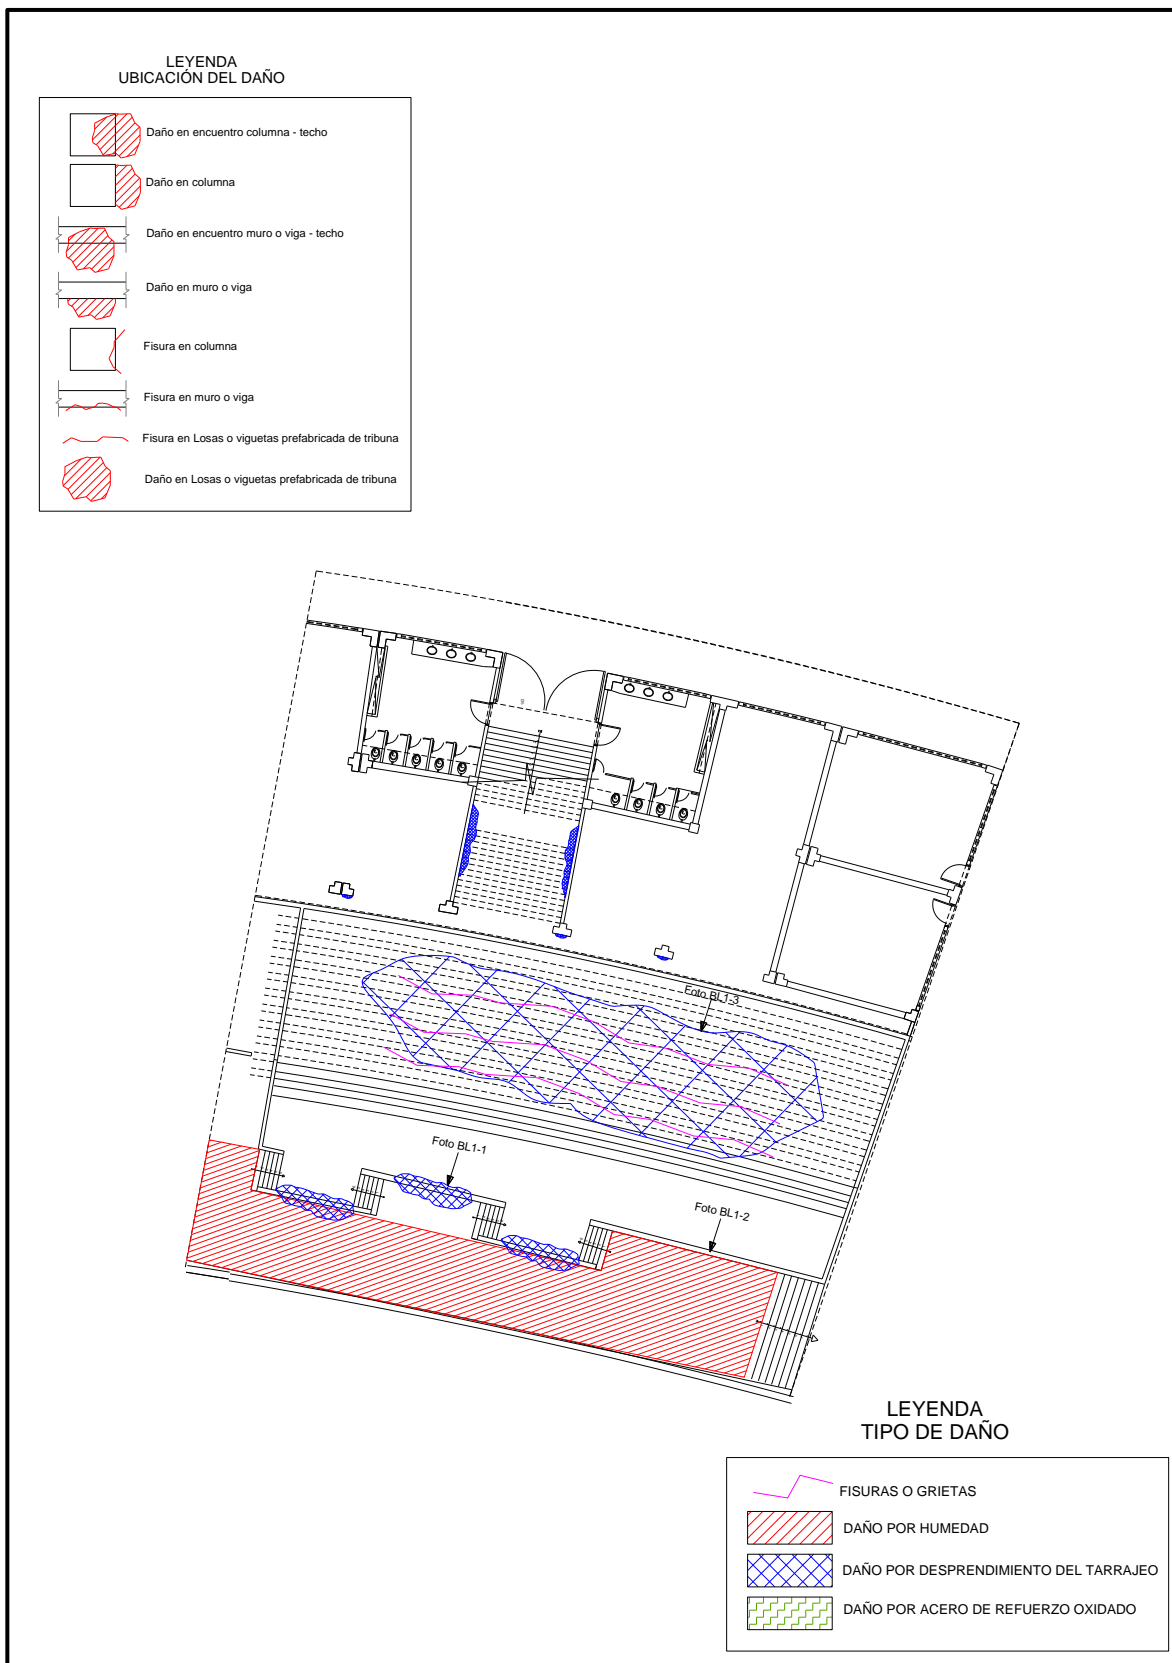 LEYENDA
UBICACIÓN DEL DAÑO
Daño en encuentro columna - techo
Daño en columna
Daño en encuentro muro o viga - techo
Daño en muro o viga
Fisura en columna
Fisura en muro o viga
Fisura en Losas o viguetas prefabricada de tribuna
Daño en Losas o viguetas prefabricada de tribuna
Foto BL1-3
Foto BL1-1
Foto BL1-2
LEYENDA
TIPO DE DAÑO
FISURAS O GRIETAS
DAÑO POR HUMEDAD
DAÑO POR DESPRENDIMIENTO DEL TARRAJEO
DAÑO POR ACERO DE REFUERZO OXIDADO